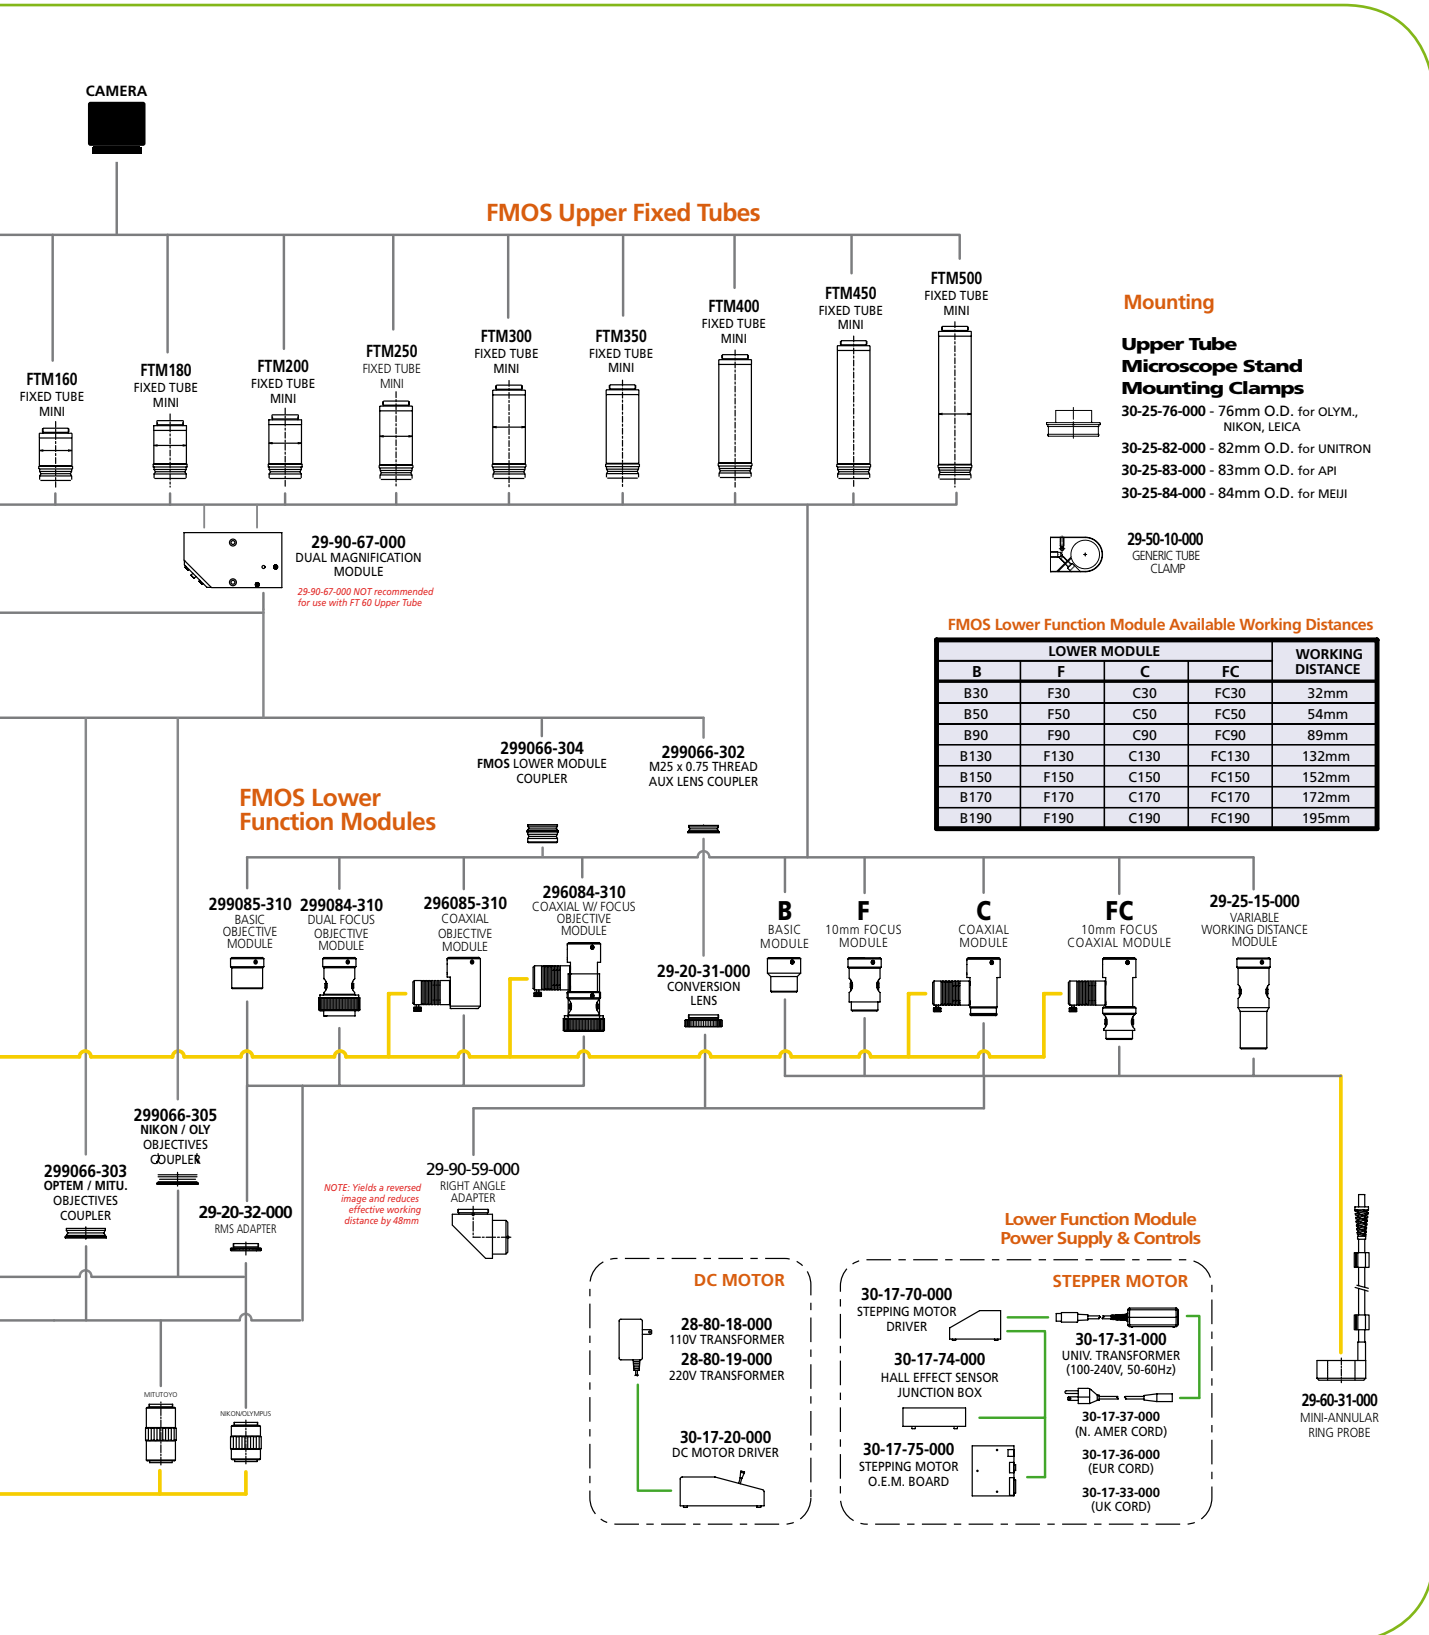 CAMERA
FMOS Upper Fixed Tubes
FTM160
FIXED TUBE
MINI
FTM180
FIXED TUBE
MINI
FTM200
FIXED TUBE
MINI
FTM250
FIXED TUBE
MINI
FTM300
FIXED TUBE
MINI
FTM350
FIXED TUBE
MINI
FTM400
FIXED TUBE
MINI
FTM450
FIXED TUBE
MINI
FTM500
FIXED TUBE
MINI
Mounting
Upper Tube
Microscope Stand
Mounting Clamps
30-25-76-000 - 76mm O.D. for OLYM.,
NIKON, LEICA
30-25-82-000 - 82mm O.D. for UNITRON
30-25-83-000 - 83mm O.D. for API
30-25-84-000 - 84mm O.D. for MEIJI
29-50-10-000
GENERIC TUBE
CLAMP
29-90-67-000
DUAL MAGNIFICATION
MODULE
29-90-67-000 NOT recommended
for use with FT 60 Upper Tube
FMOS Lower Function Module Available Working Distances
LOWER MODULE WORKING DISTANCE
B F C FC
B30 F30 C30 FC30 32mm
B50 F50 C50 FC50 54mm
B90 F90 C90 FC90 89mm
B130 F130 C130 FC130 132mm
B150 F150 C150 FC150 152mm
B170 F170 C170 FC170 172mm
B190 F190 C190 FC190 195mm
299066-304
FMOS LOWER MODULE
COUPLER
299066-302
M25 x 0.75 THREAD
AUX LENS COUPLER
FMOS Lower
Function Modules
299085-310
BASIC
OBJECTIVE
MODULE
299084-310
DUAL FOCUS
OBJECTIVE
MODULE
296085-310
COAXIAL
OBJECTIVE
MODULE
296084-310
COAXIAL W/ FOCUS
OBJECTIVE
MODULE
29-20-31-000
CONVERSION
LENS
B
BASIC
MODULE
F
10mm FOCUS
MODULE
C
COAXIAL
MODULE
FC
10mm FOCUS
COAXIAL MODULE
29-25-15-000
VARIABLE
WORKING DISTANCE
MODULE
299066-303
OPTEM / MITU.
OBJECTIVES
COUPLER
299066-305
NIKON / OLY
OBJECTIVES
COUPLER
29-20-32-000
RMS ADAPTER
NOTE: Yields a reversed
image and reduces
effective working
distance by 48mm
29-90-59-000
RIGHT ANGLE
ADAPTER
MITUTOYO
NIKON/OLYMPUS
Lower Function Module
Power Supply & Controls
DC MOTOR
28-80-18-000
110V TRANSFORMER
28-80-19-000
220V TRANSFORMER
30-17-20-000
DC MOTOR DRIVER
STEPPER MOTOR
30-17-70-000
STEPPING MOTOR
DRIVER
30-17-31-000
UNIV. TRANSFORMER
(100-240V, 50-60Hz)
30-17-74-000
HALL EFFECT SENSOR
JUNCTION BOX
30-17-75-000
STEPPING MOTOR
O.E.M. BOARD
30-17-37-000
(N. AMER CORD)
30-17-36-000
(EUR CORD)
30-17-33-000
(UK CORD)
29-60-31-000
MINI-ANNULAR
RING PROBE